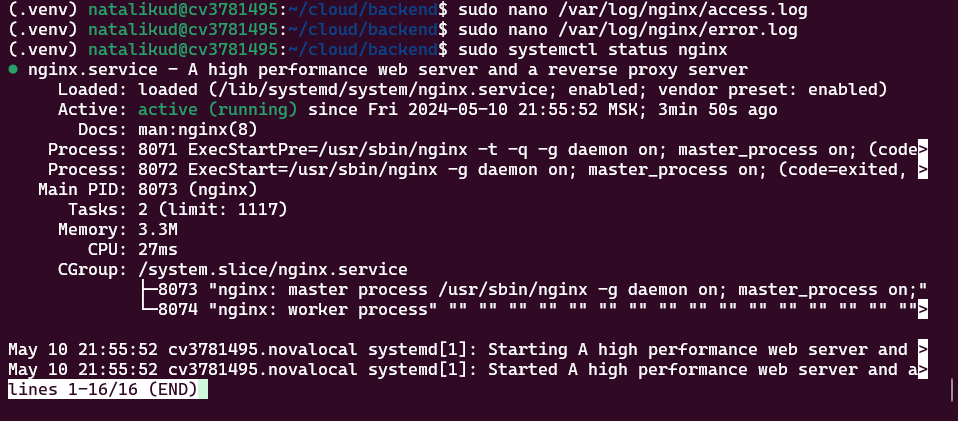 (.venv) natalikud@cv3781495:~/cloud/backend$ sudo nano /var/log/nginx/access.log
(.venv) natalikud@cv3781495:~/cloud/backend$ sudo nano /var/log/nginx/error.log
(.venv) natalikud@cv3781495:~/cloud/backend$ sudo systemctl status nginx
● nginx.service - A high performance web server and a reverse proxy server
     Loaded: loaded (/lib/systemd/system/nginx.service; enabled; vendor preset: enabled)
     Active: active (running) since Fri 2024-05-10 21:55:52 MSK; 3min 50s ago
       Docs: man:nginx(8)
    Process: 8071 ExecStartPre=/usr/sbin/nginx -t -q -g daemon on; master_process on; (code>
    Process: 8072 ExecStart=/usr/sbin/nginx -g daemon on; master_process on; (code=exited, >
   Main PID: 8073 (nginx)
      Tasks: 2 (limit: 1117)
     Memory: 3.3M
        CPU: 27ms
     CGroup: /system.slice/nginx.service
             ├─8073 "nginx: master process /usr/sbin/nginx -g daemon on; master_process on;"
             └─8074 "nginx: worker process" "" "" "" "" "" "" "" "" "" "" "" "" "" "" "" "">

May 10 21:55:52 cv3781495.novalocal systemd[1]: Starting A high performance web server and >
May 10 21:55:52 cv3781495.novalocal systemd[1]: Started A high performance web server and a>
lines 1-16/16 (END)